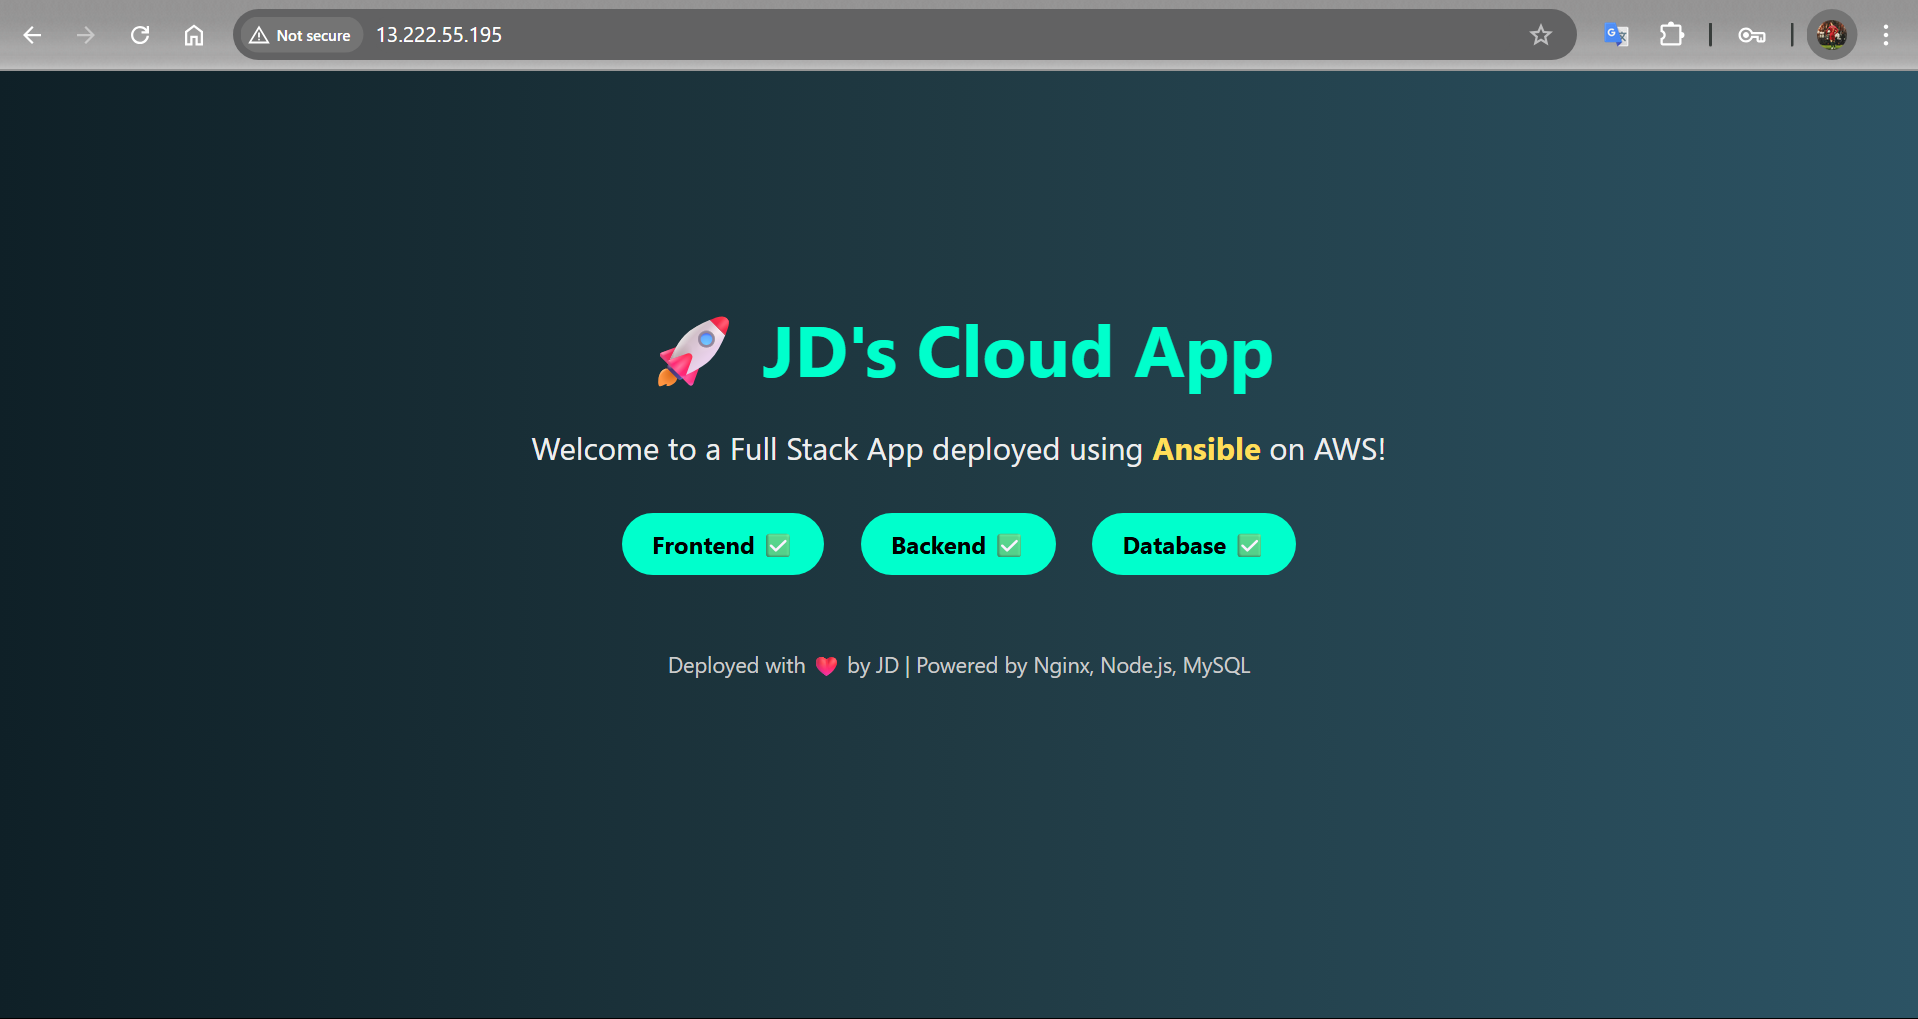 Not secure 13.222.55.195
🚀 JD's Cloud App
Welcome to a Full Stack App deployed using Ansible on AWS!
Frontend ✅ Backend ✅ Database ✅
Deployed with ❤️ by JD | Powered by Nginx, Node.js, MySQL